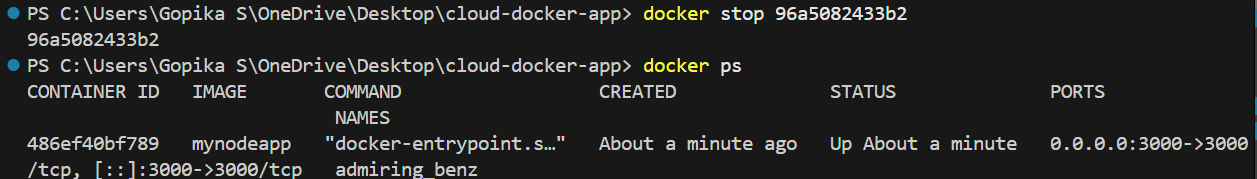 PS C:\Users\Gopika S\OneDrive\Desktop\cloud-docker-app> docker stop 96a5082433b2
96a5082433b2
PS C:\Users\Gopika S\OneDrive\Desktop\cloud-docker-app> docker ps
CONTAINER ID   IMAGE       COMMAND                  CREATED              STATUS              PORTS
                         NAMES
486ef40bf789   mynodeapp   "docker-entrypoint.s…"   About a minute ago   Up About a minute   0.0.0.0:3000->3000
/tcp, [::]:3000->3000/tcp   admiring_benz